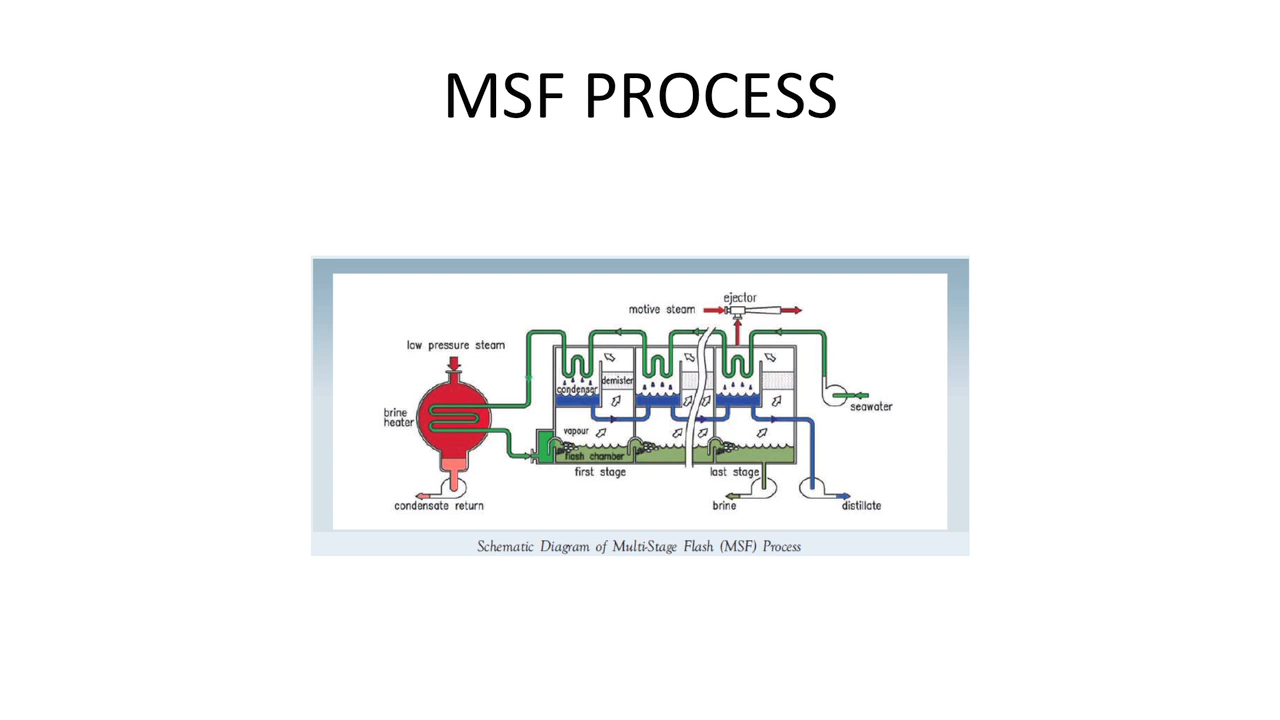 MSF PROCESS
ejector
motive steam
low pressure steam
condenser
demister
seawater
brine
heater
vapour
flash chamber
first stage
last stage
condensate return
brine
distillate
Schematic Diagram of Multi-Stage Flash (MSF) Process